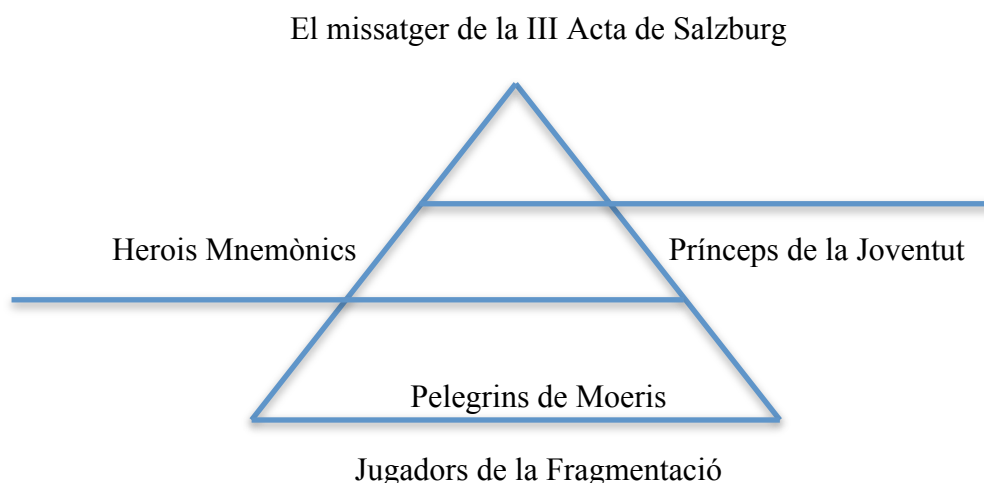 El missatger de la III Acta de Salzburg
Herois Mnemònics
Prínceps de la Joventut
Pelegrins de Moeris
Jugadors de la Fragmentació